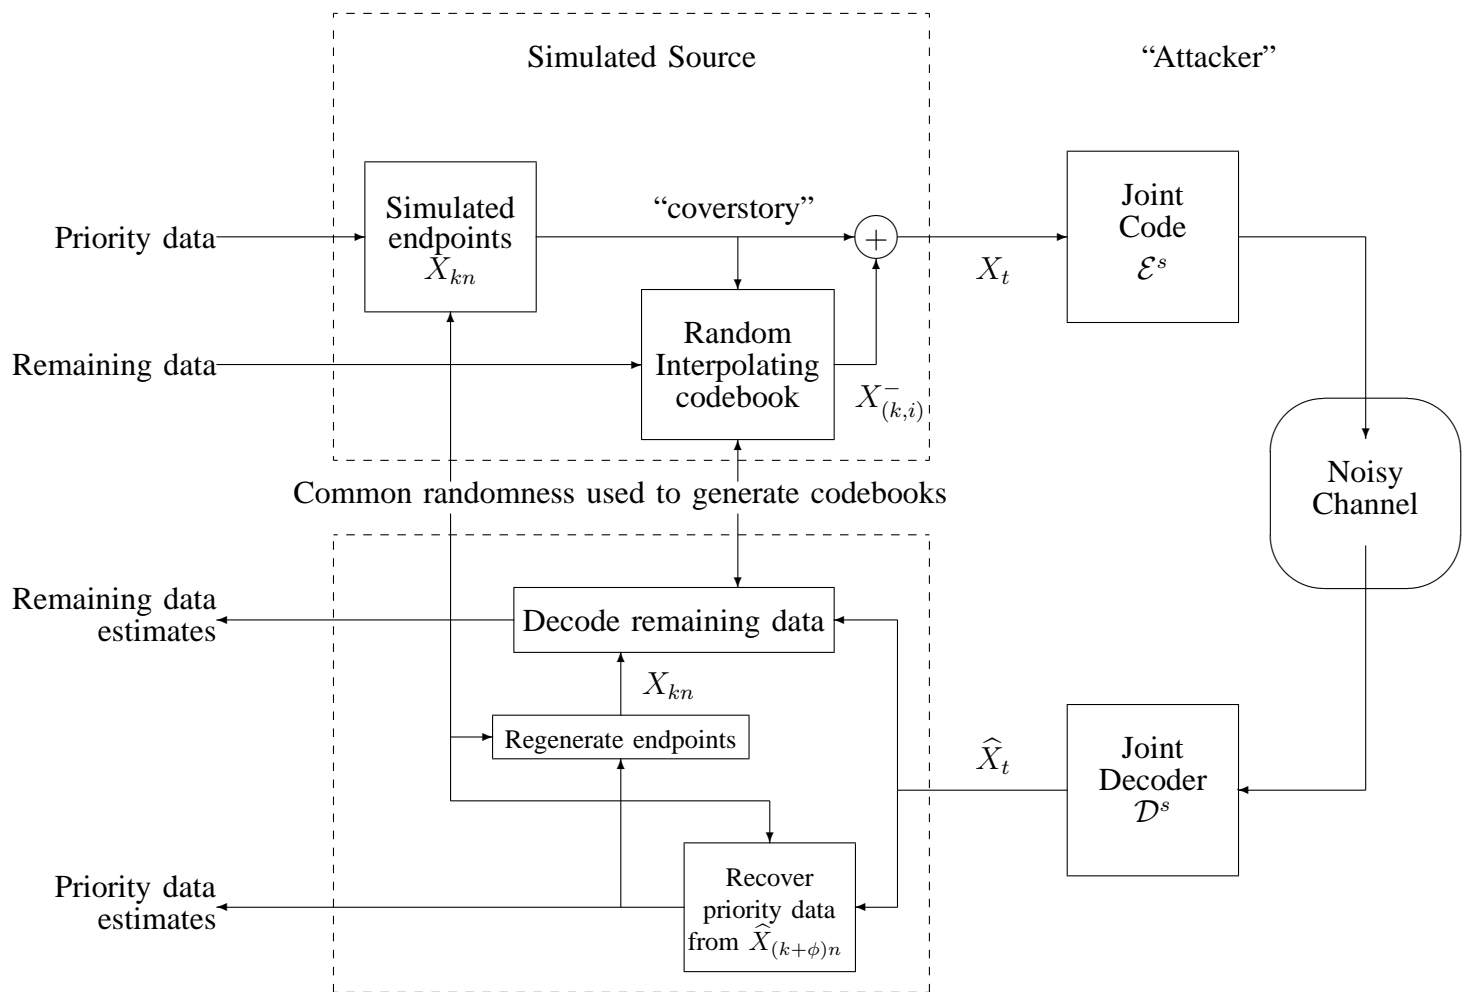 Simulated Source
“Attacker”
Simulated
endpoints
X_{kn}
“coverstory”
+
X_t
Joint
Code
ℰ^s
Priority data
Remaining data
Random
Interpolating
codebook
X^-_{(k,i)}
Noisy
Channel
Common randomness used to generate codebooks
Remaining data
estimates
Decode remaining data
X_{kn}
Regenerate endpoints
X̂_t
Joint
Decoder
𝒟^s
Priority data
estimates
Recover
priority data
from X̂_{(k+ϕ)n}